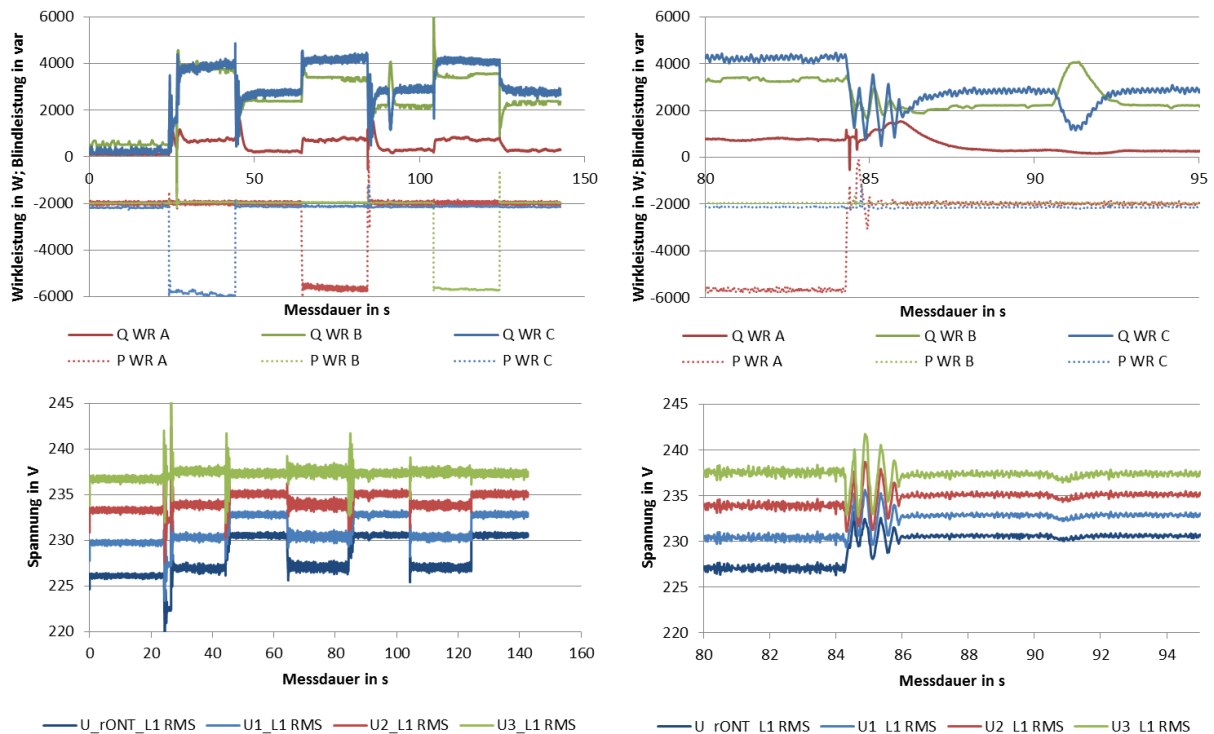 Wirkleistung in W; Blindleistung in var
6000
4000
2000
0
-2000
-4000
-6000
0
50
100
150
Messdauer in s
Q WR A
Q WR B
Q WR C
P WR A
P WR B
P WR C
Wirkleistung in W; Blindleistung in var
6000
4000
2000
0
-2000
-4000
-6000
80
85
90
95
Messdauer in s
Q WR A
Q WR B
Q WR C
P WR A
P WR B
P WR C
Spannung in V
245
240
235
230
225
220
0
20
40
60
80
100
120
140
160
Messdauer in s
U_rONT_L1 RMS
U1_L1 RMS
U2_L1 RMS
U3_L1 RMS
Spannung in V
245
240
235
230
225
220
80
82
84
86
88
90
92
94
Messdauer in s
U rONT L1 RMS
U1 L1 RMS
U2 L1 RMS
U3 L1 RMS